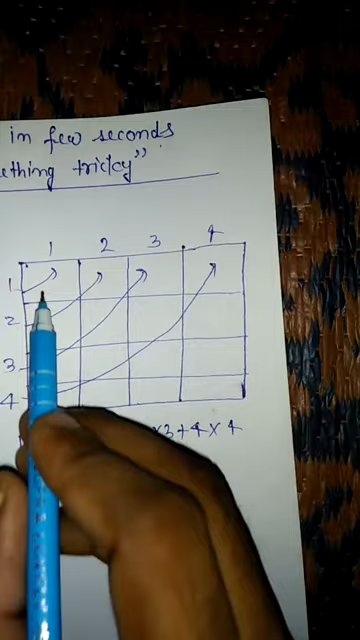 in few seconds
ething tricky"
1 2 3 4
1
2
3
4
×3+4×4